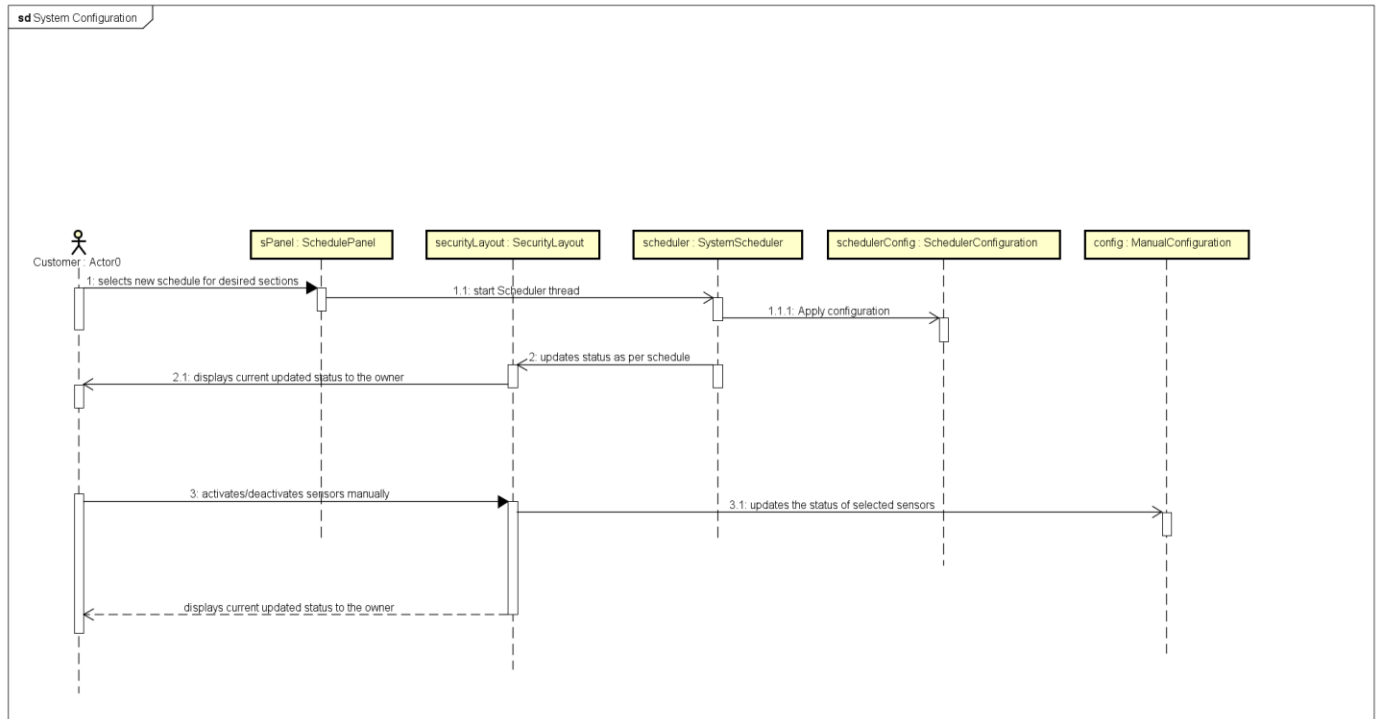 sd System Configuration
Customer : Actor0
sPanel : SchedulePanel
securityLayout : SecurityLayout
scheduler : SystemScheduler
schedulerConfig : SchedulerConfiguration
config : ManualConfiguration
1: selects new schedule for desired sections
1.1: start Scheduler thread
1.1.1: Apply configuration
2: updates status as per schedule
2.1: displays current updated status to the owner
3: activates/deactivates sensors manually
3.1: updates the status of selected sensors
displays current updated status to the owner